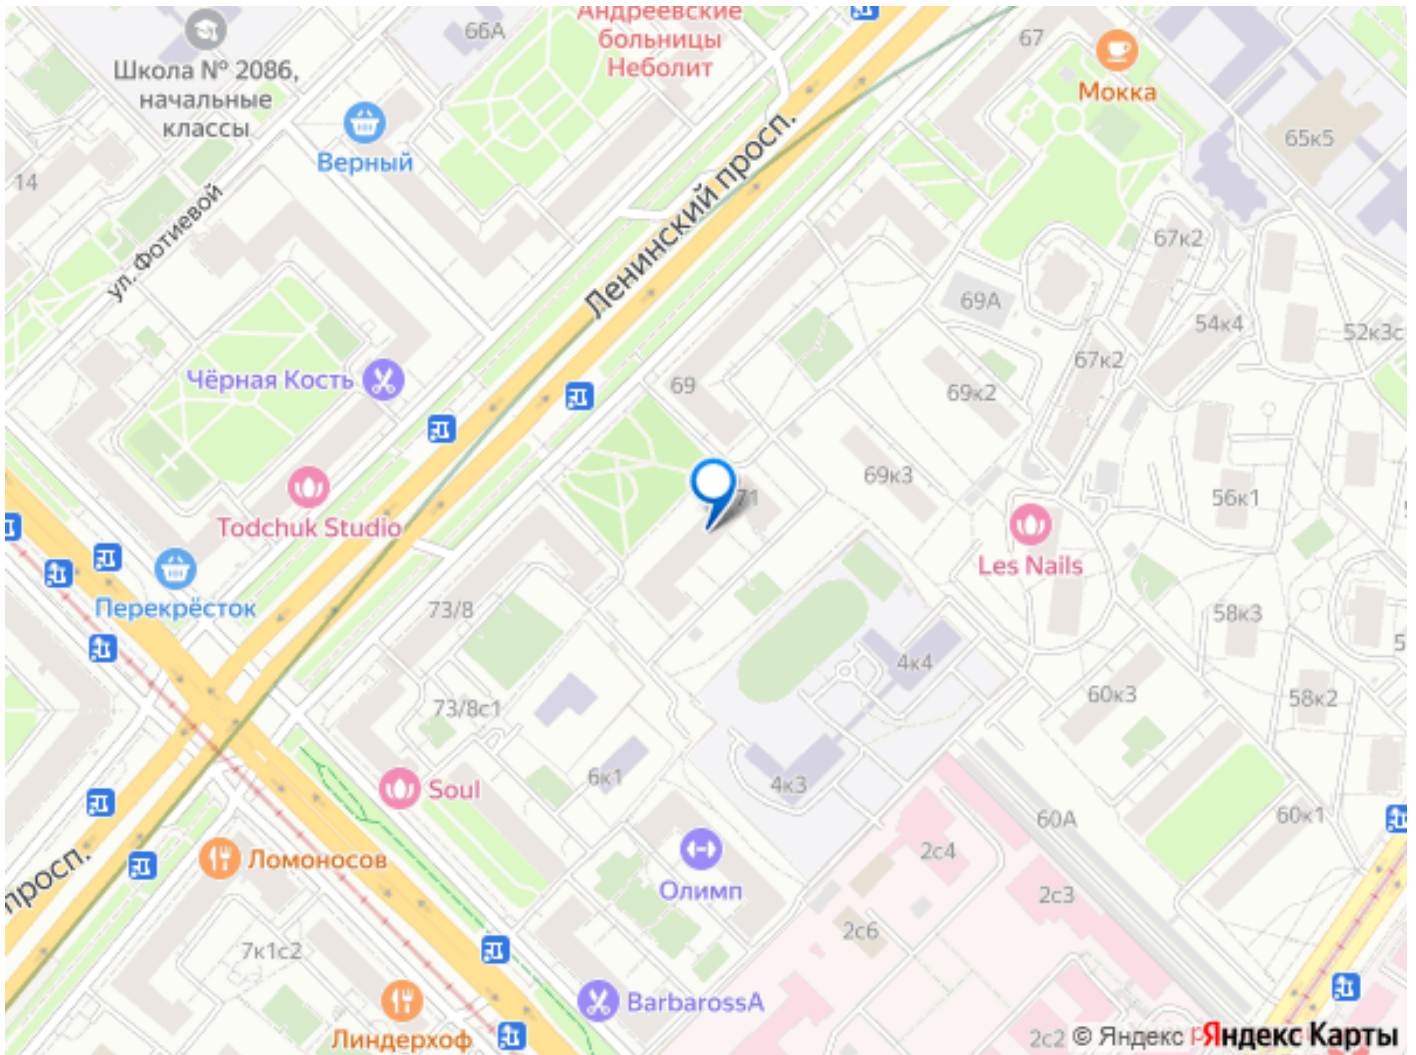 Андреевские
больницы
Неболит
66А
67
Мокка
Школа № 2086,
начальные
классы
Верный
65к5
14
ул. Фотиевой
Ленинский просп.
67к2
69А
54к4
52к3с
67к2
Чёрная Кость
69
69к2
69к3
71
56к1
Todchuk Studio
Les Nails
Перекрёсток
73/8
58к3
4к4
60к3
58к2
73/8с1
6к1
4к3
Soul
60А
60к1
Ломоносов
просп.
Олимп
2с4
2с3
2с6
7к1с2
BarbarossA
Линдерхоф
2с2
© Яндекс
Яндекс Карты